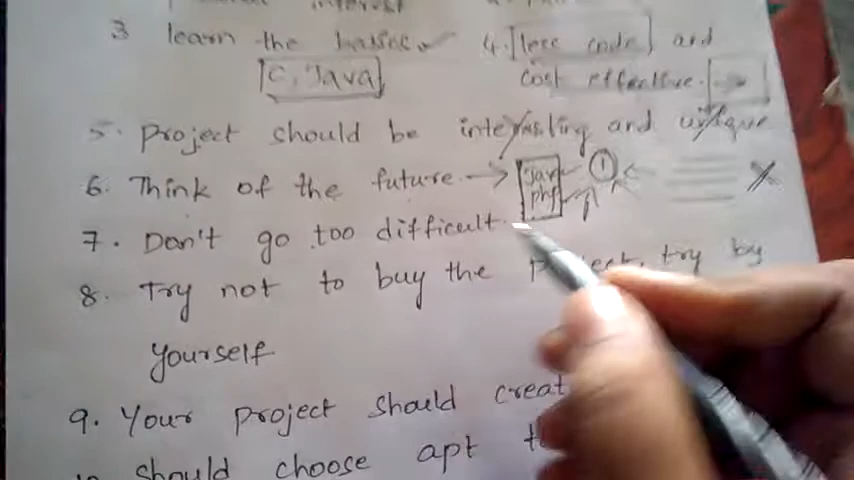 3 learn the basics 4. less code and
C, Java cost effective.
5. project should be interesting and unique
6. Think of the future. → Java 1
php
7. Don't go too difficult.
8. Try not to buy the project, try by
yourself
9. Your project should creat
should choose apt